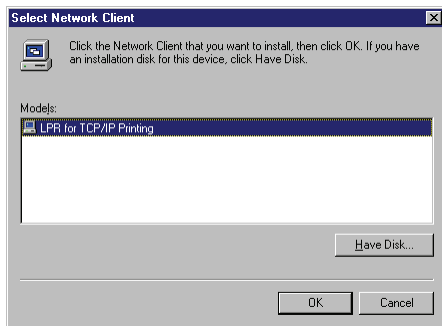 Select Network Client
Click the Network Client that you want to install, then click OK. If you have
an installation disk for this device, click Have Disk.
Models:
LPR for TCP/IP Printing
Have Disk...
OK
Cancel